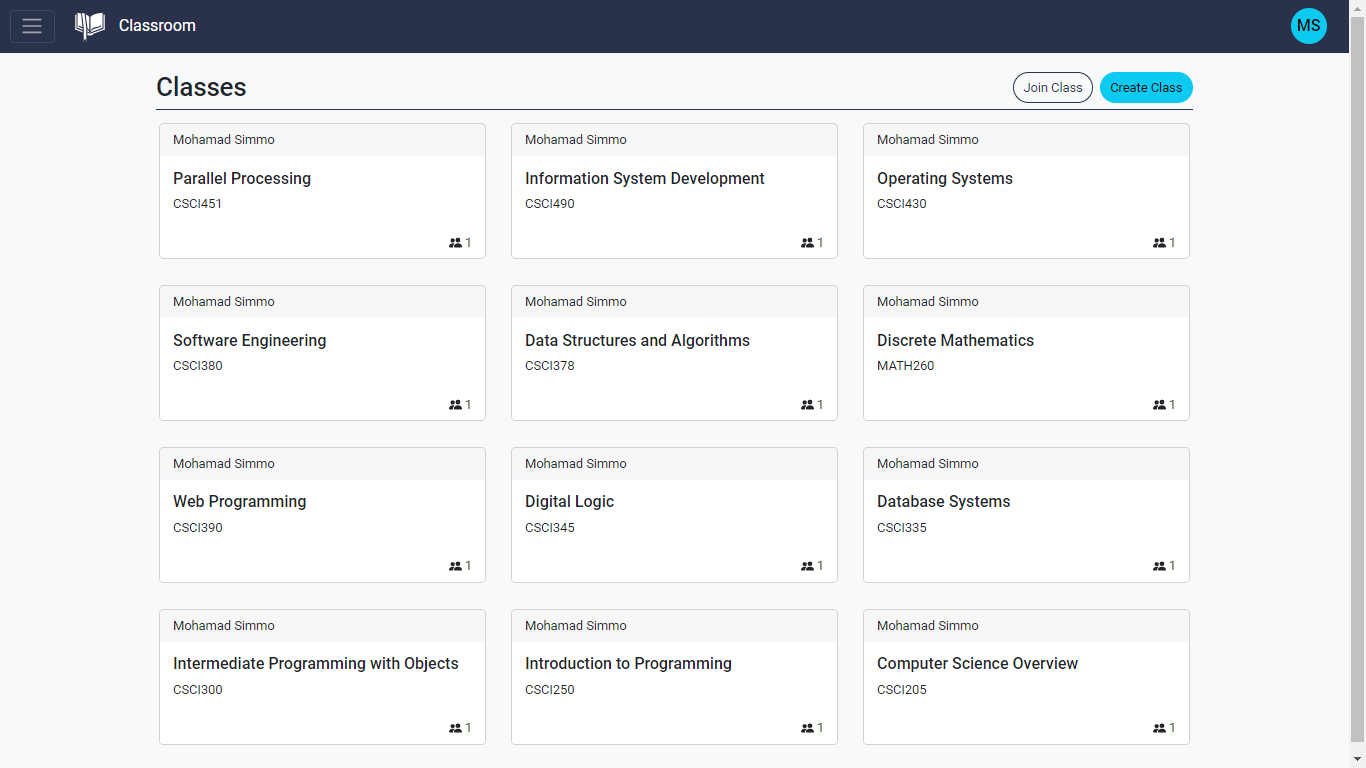 Classroom
MS
Classes
Join Class
Create Class
Mohamad Simmo
Parallel Processing
CSCI451
1
Mohamad Simmo
Information System Development
CSCI490
1
Mohamad Simmo
Operating Systems
CSCI430
1
Mohamad Simmo
Software Engineering
CSCI380
1
Mohamad Simmo
Data Structures and Algorithms
CSCI378
1
Mohamad Simmo
Discrete Mathematics
MATH260
1
Mohamad Simmo
Web Programming
CSCI390
1
Mohamad Simmo
Digital Logic
CSCI345
1
Mohamad Simmo
Database Systems
CSCI335
1
Mohamad Simmo
Intermediate Programming with Objects
CSCI300
1
Mohamad Simmo
Introduction to Programming
CSCI250
1
Mohamad Simmo
Computer Science Overview
CSCI205
1